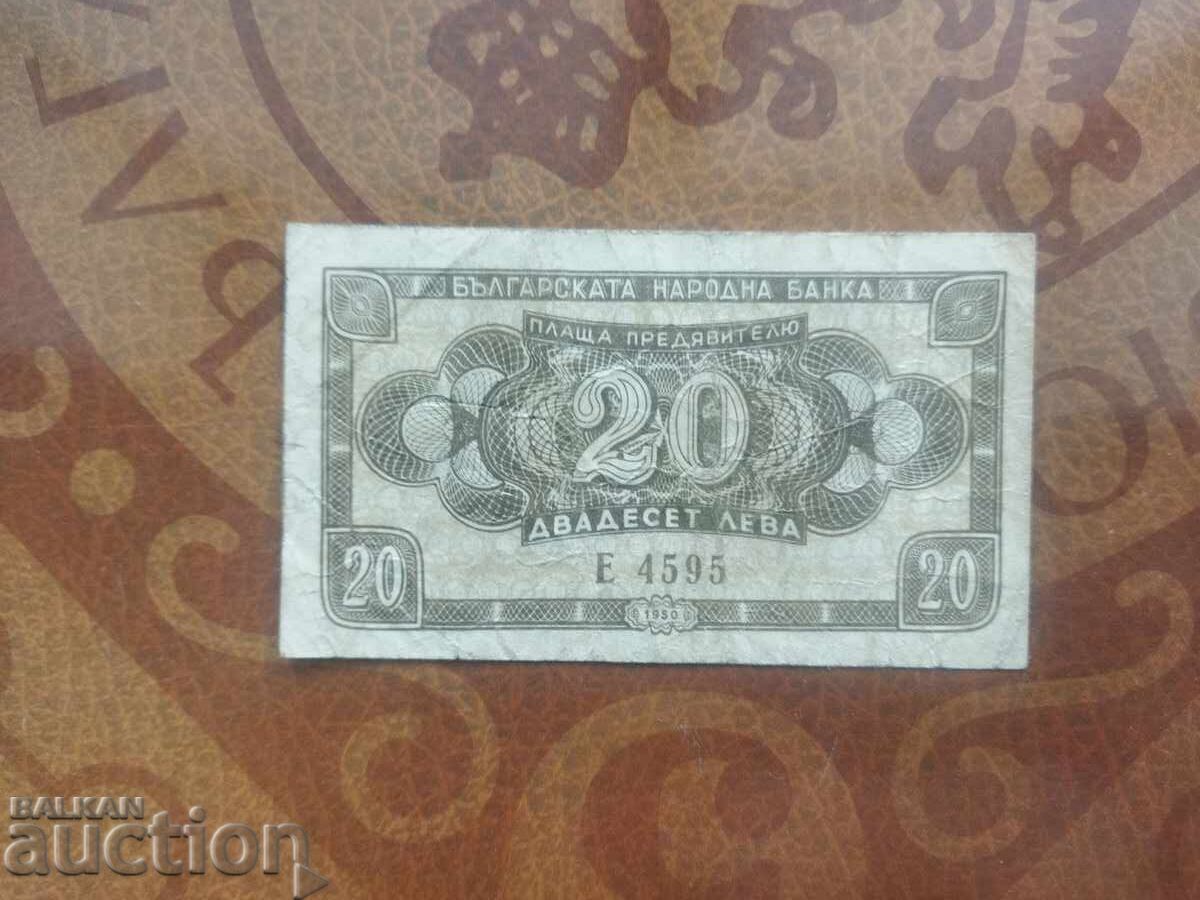 БЪЛГАРСКАТА НАРОДНА БАНКА
ПЛАЩА ПРЕДЯВИТЕЛЮ
20
ДВАДЕСЕТ ЛЕВА
E 4595
20
1950
20
BALKAN
auction